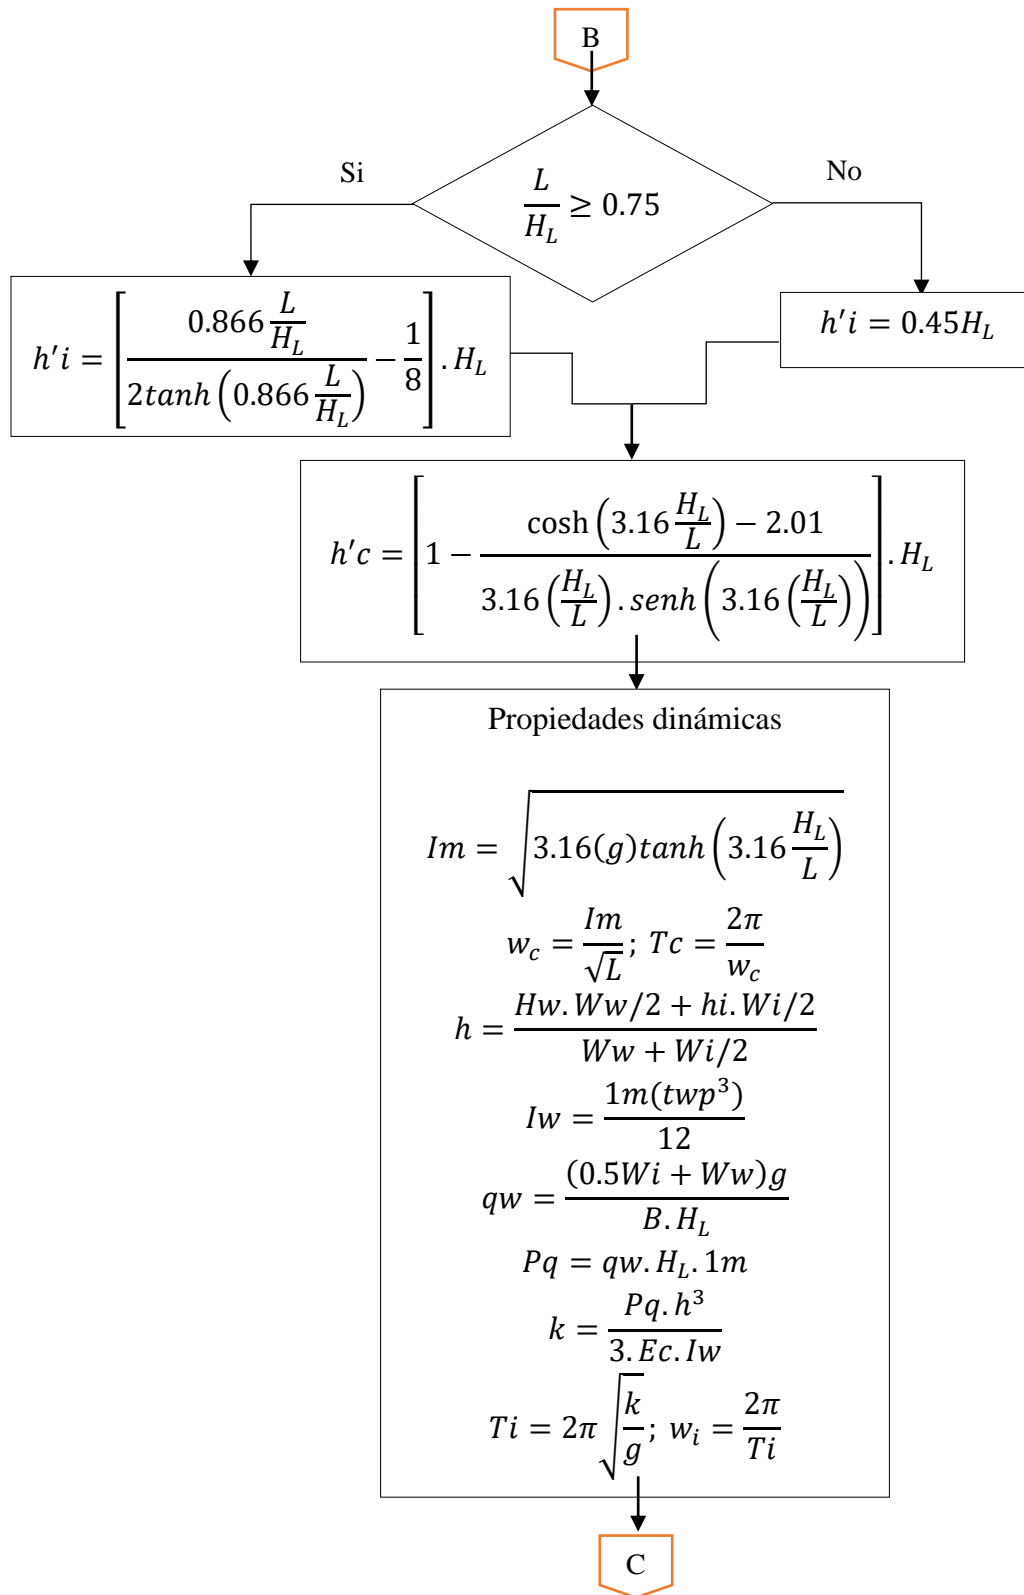 B
Si
No
L/H_L ≥ 0.75
h'i = [0.866 L/H_L / 2tanh(0.866 L/H_L) − 1/8] . H_L
h'i = 0.45H_L
h'c = [1 − (cosh(3.16 H_L/L) − 2.01) / (3.16(H_L/L) . senh(3.16(H_L/L)))] . H_L
Propiedades dinámicas
Im = √(3.16(g)tanh(3.16 H_L/L))
w_c = Im/√L ; Tc = 2π/w_c
h = (Hw. Ww/2 + hi. Wi/2) / (Ww + Wi/2)
Iw = 1m(twp³)/12
qw = (0.5Wi + Ww)g / B. H_L
Pq = qw. H_L. 1m
k = Pq. h³ / 3. Ec. Iw
Ti = 2π√(k/g) ; w_i = 2π/Ti
C